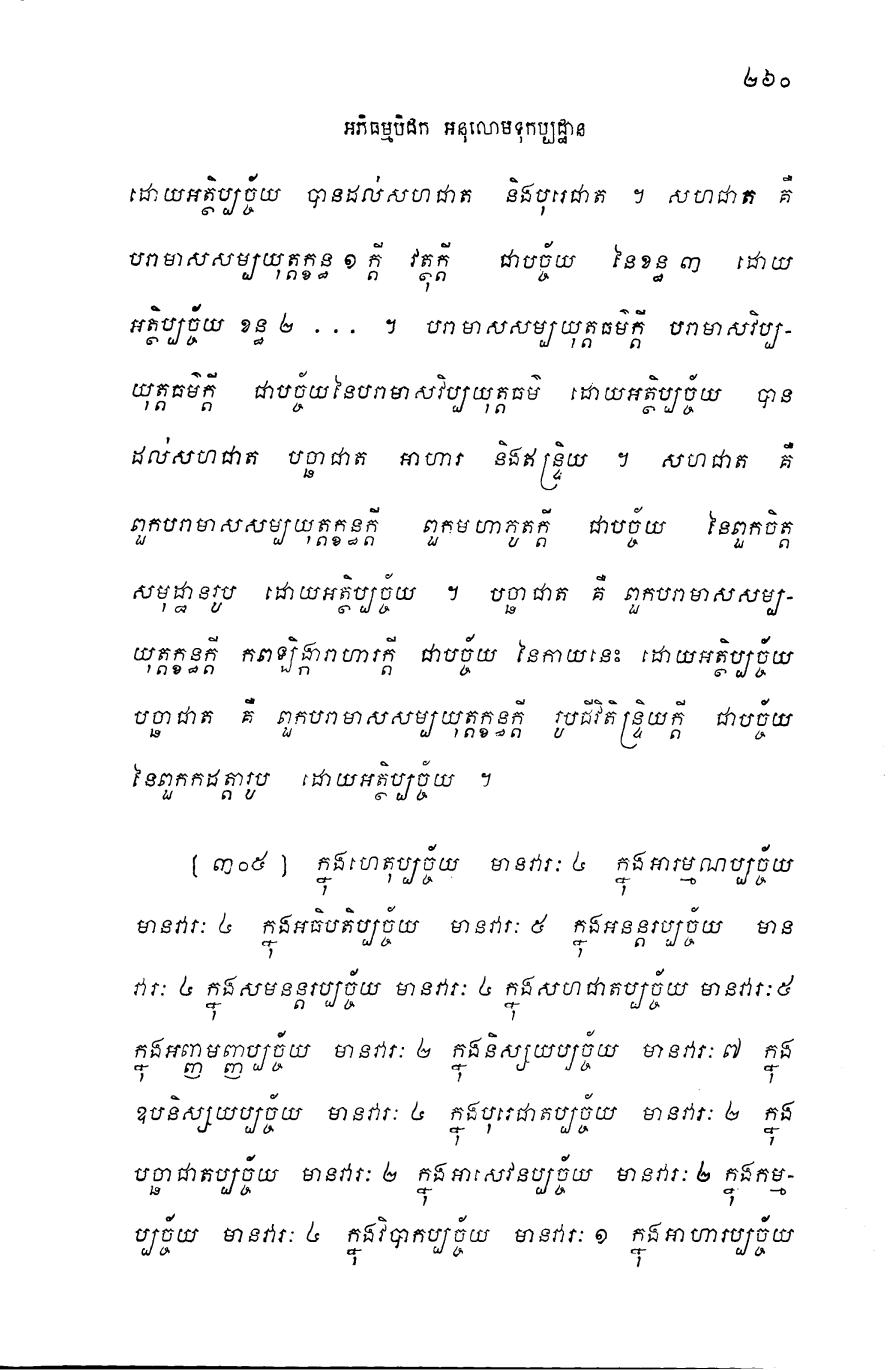 ២៦០
អភិធម្មបិដក អនុលោមទុកប្បដ្ឋាន
ដោយអត្ថិប្បច្ច័យ បានដល់សហជាត និងបុរេជាត ។ សហជាត គឺ
បរាមាសសម្បយុត្តក្ខន្ធ ១ ក្តី វត្ថុក្តី ជាបច្ច័យ នៃខន្ធ ៣ ដោយ
អត្ថិប្បច្ច័យ ខន្ធ ២ . . . ។ បរាមាសសម្បយុត្តធម៌ក្តី បរាមាសវិប្ប-
យុត្តធម៌ក្តី ជាបច្ច័យនៃបរាមាសវិប្បយុត្តធម៌ ដោយអត្ថិប្បច្ច័យ បាន
ដល់សហជាត បច្ឆាជាត អាហារ និងឥន្ទ្រិយ ។ សហជាត គឺ
ពួកបរាមាសសម្បយុត្តក្ខន្ធក្តី ពួកមហាភូតក្តី ជាបច្ច័យ នៃពួកចិត្ត
សមុដ្ឋានរូប ដោយអត្ថិប្បច្ច័យ ។ បច្ឆាជាត គឺ ពួកបរាមាសសម្ប-
យុត្តក្ខន្ធក្តី កពឡិង្ការាហារក្តី ជាបច្ច័យ នៃកាយនេះ ដោយអត្ថិប្បច្ច័យ
បច្ឆាជាត គឺ ពួកបរាមាសសម្បយុត្តក្ខន្ធក្តី រូបជីវិតិន្ទ្រិយក្តី ជាបច្ច័យ
នៃពួកកដត្តារូប ដោយអត្ថិប្បច្ច័យ ។
[ ៣០៥ ] ក្នុងហេតុប្បច្ច័យ មានវារៈ ៤ ក្នុងអារម្មណប្បច្ច័យ
មានវារៈ ៤ ក្នុងអធិបតិប្បច្ច័យ មានវារៈ ៥ ក្នុងអនន្តរប្បច្ច័យ មាន
វារៈ ៤ ក្នុងសមនន្តរប្បច្ច័យ មានវារៈ ៤ ក្នុងសហជាតប្បច្ច័យ មានវារៈ ៥
ក្នុងអញ្ញាមញ្ញប្បច្ច័យ មានវារៈ ២ ក្នុងនិស្សយប្បច្ច័យ មានវារៈ ៧ ក្នុង
ឧបនិស្សយប្បច្ច័យ មានវារៈ ៤ ក្នុងបុរេជាតប្បច្ច័យ មានវារៈ ២ ក្នុង
បច្ឆាជាតប្បច្ច័យ មានវារៈ ២ ក្នុងអាសេវនប្បច្ច័យ មានវារៈ ២ ក្នុងកម្ម-
ប្បច្ច័យ មានវារៈ ៤ ក្នុងវិបាកប្បច្ច័យ មានវារៈ ១ ក្នុងអាហារប្បច្ច័យ